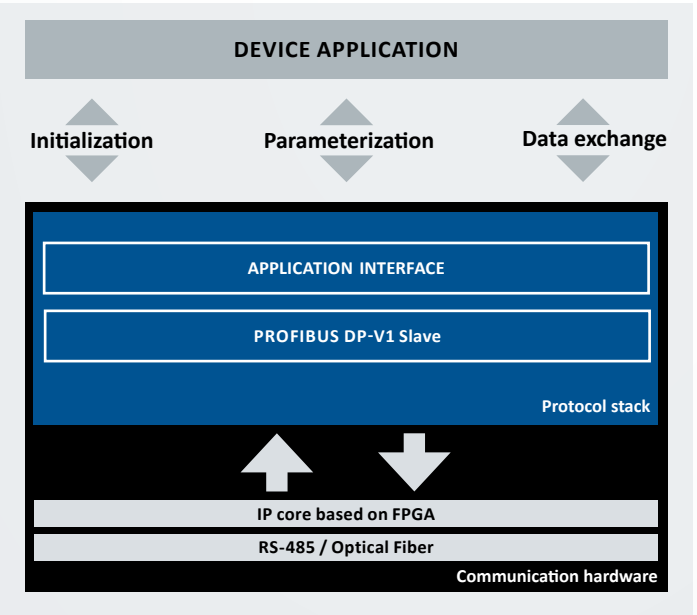 DEVICE APPLICATION
Initialization
Parameterization
Data exchange
APPLICATION INTERFACE
PROFIBUS DP-V1 Slave
Protocol stack
IP core based on FPGA
RS-485 / Optical Fiber
Communication hardware